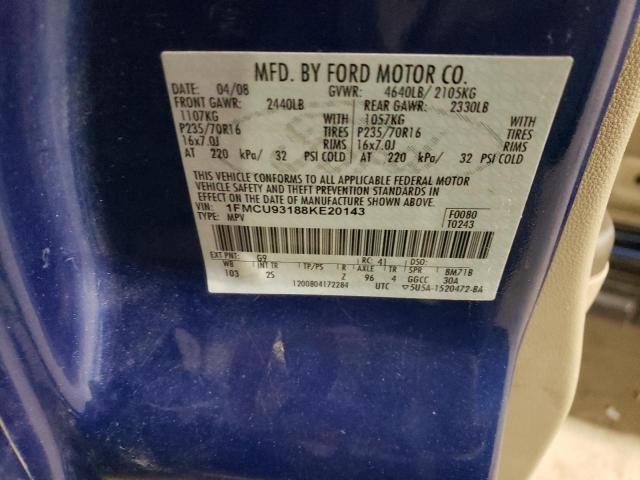 MFD. BY FORD MOTOR CO.
DATE: 04/08 GVWR: 4640LB/ 2105KG
FRONT GAWR: 2440LB REAR GAWR: 2330LB
1107KG WITH 1057KG WITH
P235/70R16 TIRES P235/70R16 TIRES
16x7.0J RIMS 16x7.0J RIMS
AT 220 kPa/ 32 PSI COLD AT 220 kPa/ 32 PSI COLD
THIS VEHICLE CONFORMS TO ALL APPLICABLE FEDERAL MOTOR
VEHICLE SAFETY AND THEFT PREVENTION STANDARDS IN
EFFECT ON THE DATE OF MANUFACTURE SHOWN ABOVE.
VIN: 1FMCU93188KE20143 F0080
TYPE: MPV T0243
EXT PNT: G9 RC: 41 DSO:
WB INT TR TP/PS R AXLE TR SPR BM71B
103 2S Z 96 4 GGCC 30A
1200804172284 UTC ▽5U5A-1520472-BA